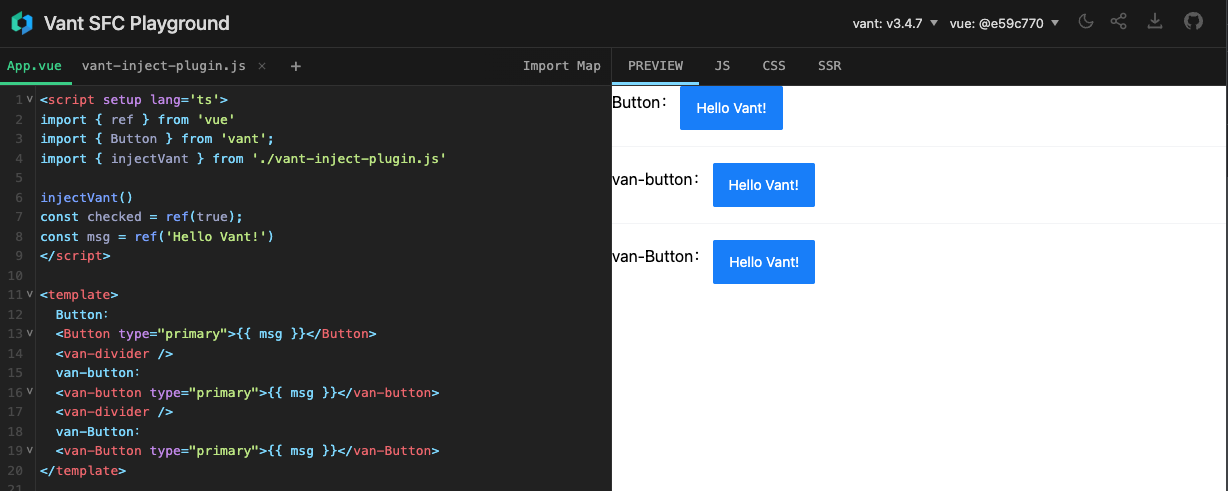 Vant SFC Playground
vant: v3.4.7 vue: @e59c770
App.vue vant-inject-plugin.js × + Import Map
PREVIEW JS CSS SSR
1 <script setup lang='ts'>
2 import { ref } from 'vue'
3 import { Button } from 'vant';
4 import { injectVant } from './vant-inject-plugin.js'
5
6 injectVant()
7 const checked = ref(true);
8 const msg = ref('Hello Vant!')
9 </script>
10
11 <template>
12 Button:
13 <Button type="primary">{{ msg }}</Button>
14 <van-divider />
15 van-button:
16 <van-button type="primary">{{ msg }}</van-button>
17 <van-divider />
18 van-Button:
19 <van-Button type="primary">{{ msg }}</van-Button>
20 </template>
21
Button: Hello Vant!
van-button: Hello Vant!
van-Button: Hello Vant!